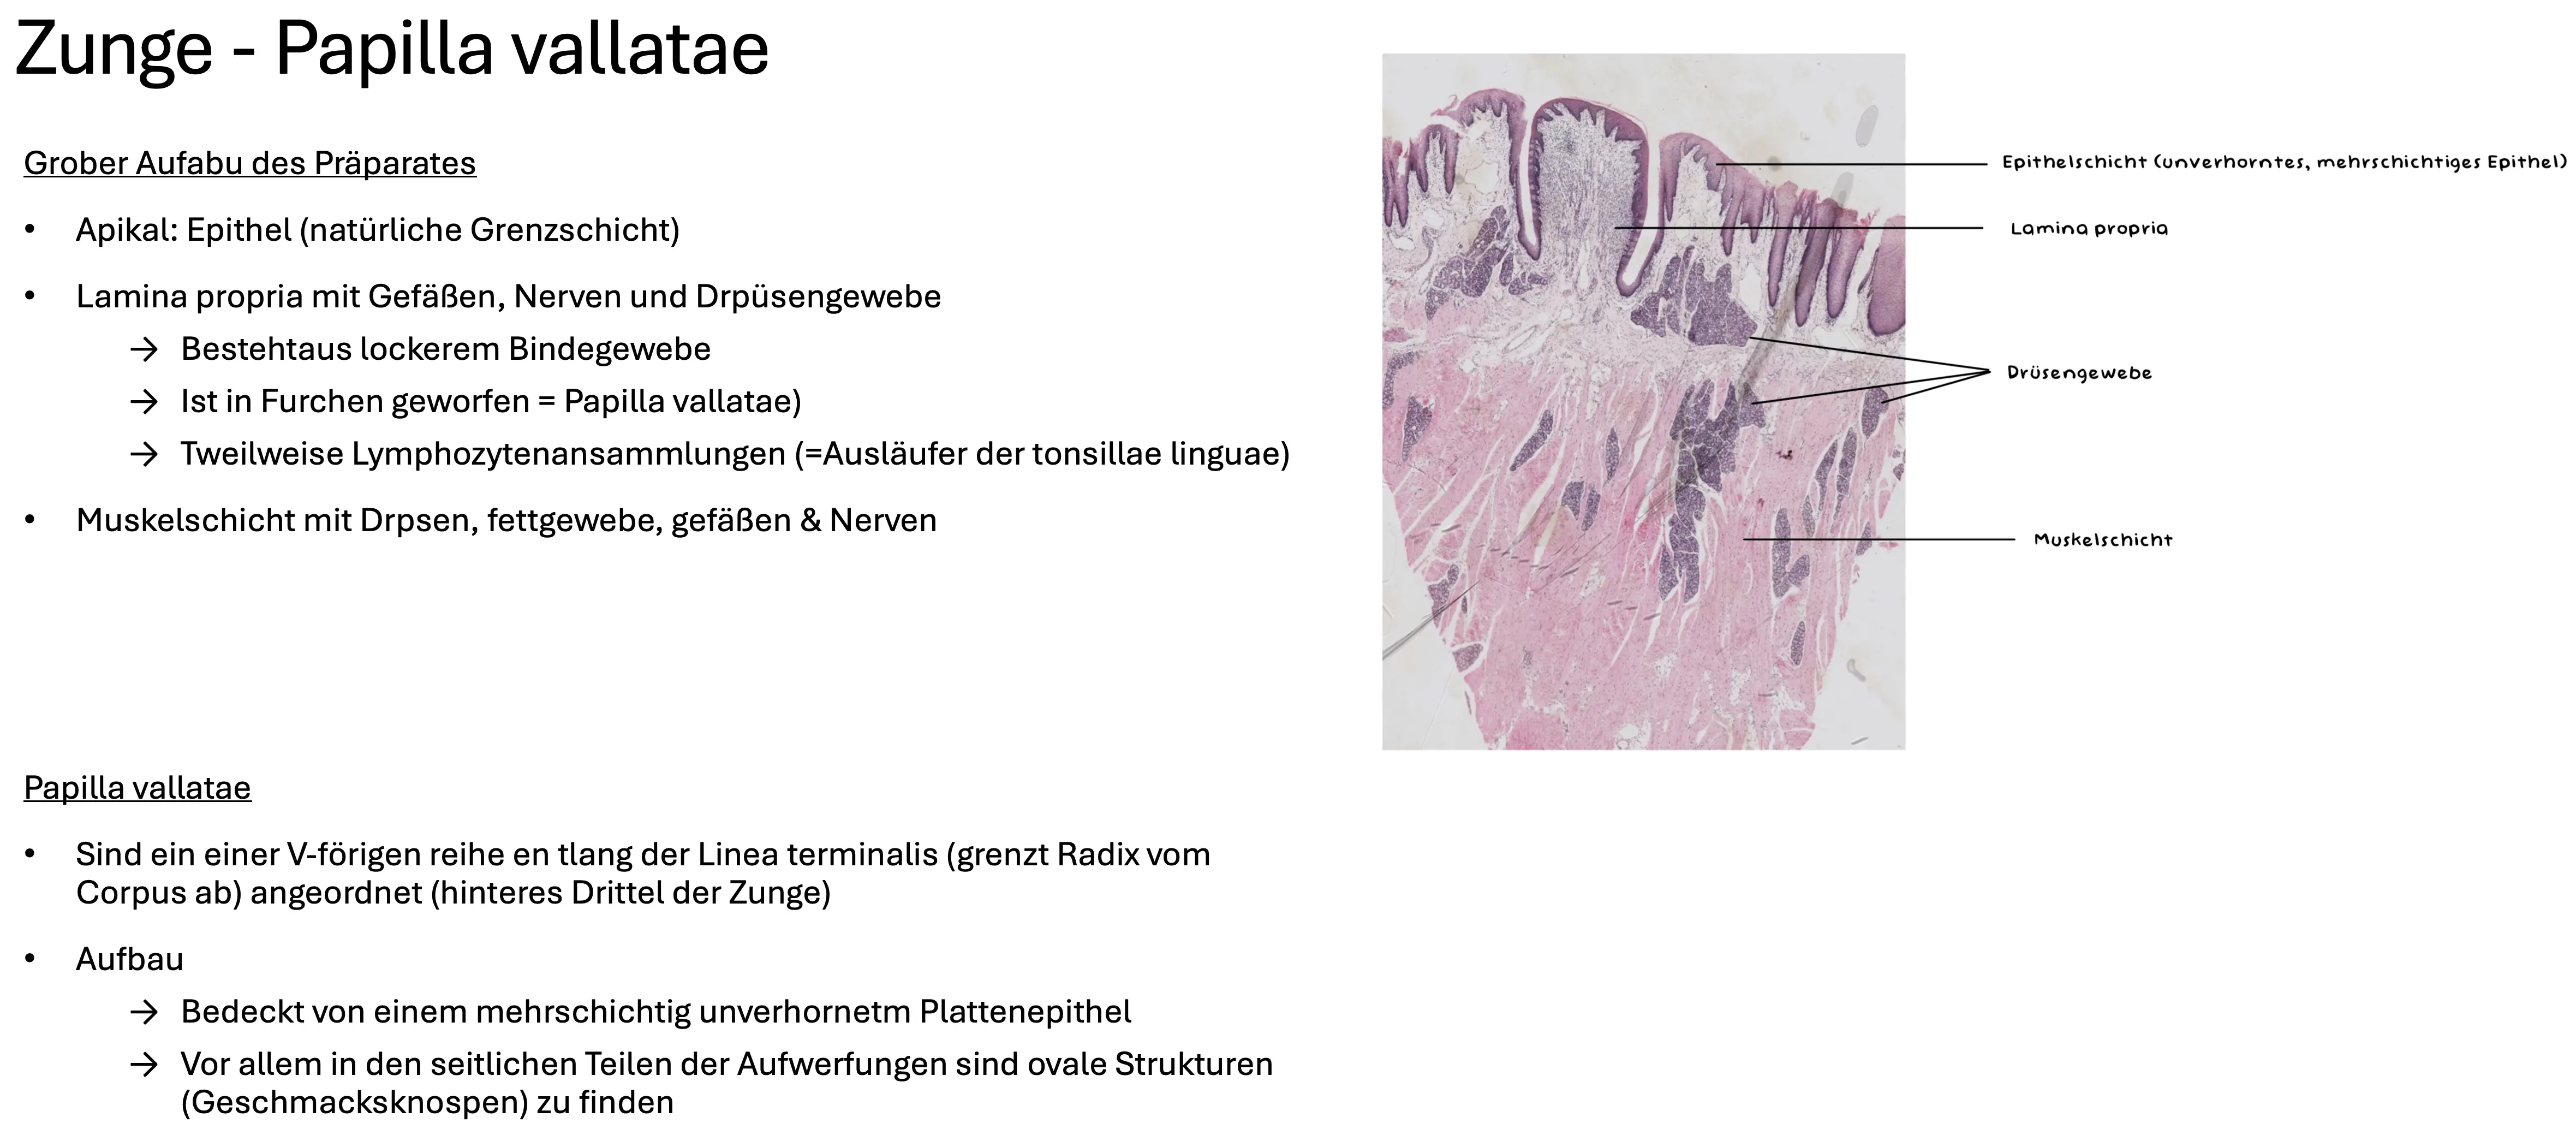 Zunge - Papilla vallatae
Grober Aufabu des Präparates
• Apikal: Epithel (natürliche Grenzschicht)
• Lamina propria mit Gefäßen, Nerven und Drpüsengewebe
→ Bestehtaus lockerem Bindegewebe
→ Ist in Furchen geworfen = Papilla vallatae)
→ Tweilweise Lymphozytenansammlungen (=Ausläufer der tonsillae linguae)
• Muskelschicht mit Drpsen, fettgewebe, gefäßen & Nerven
Papilla vallatae
• Sind ein einer V-förigen reihe en tlang der Linea terminalis (grenzt Radix vom
Corpus ab) angeordnet (hinteres Drittel der Zunge)
• Aufbau
→ Bedeckt von einem mehrschichtig unverhornetm Plattenepithel
→ Vor allem in den seitlichen Teilen der Aufwerfungen sind ovale Strukturen
(Geschmacksknospen) zu finden
Epithelschicht (unverhorntes, mehrschichtiges Epithel)
Lamina propria
Drüsengewebe
Muskelschicht